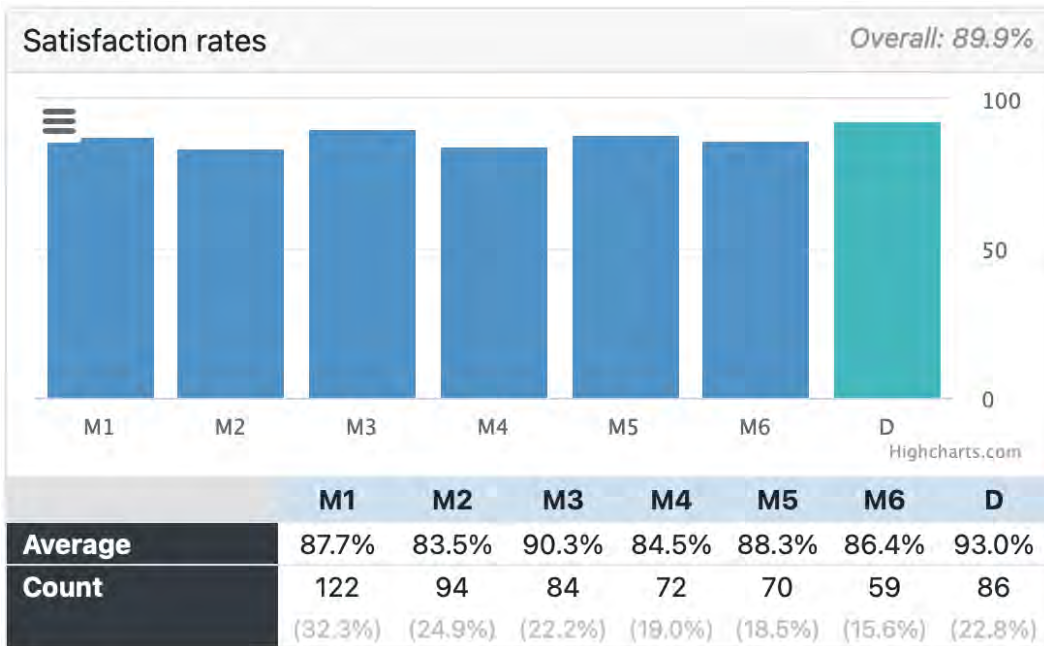 Satisfaction rates Overall: 89.9%
100
50
0
M1 M2 M3 M4 M5 M6 D
Highcharts.com
M1 M2 M3 M4 M5 M6 D
Average 87.7% 83.5% 90.3% 84.5% 88.3% 86.4% 93.0%
Count 122 94 84 72 70 59 86
(32.3%) (24.9%) (22.2%) (19.0%) (18.5%) (15.6%) (22.8%)